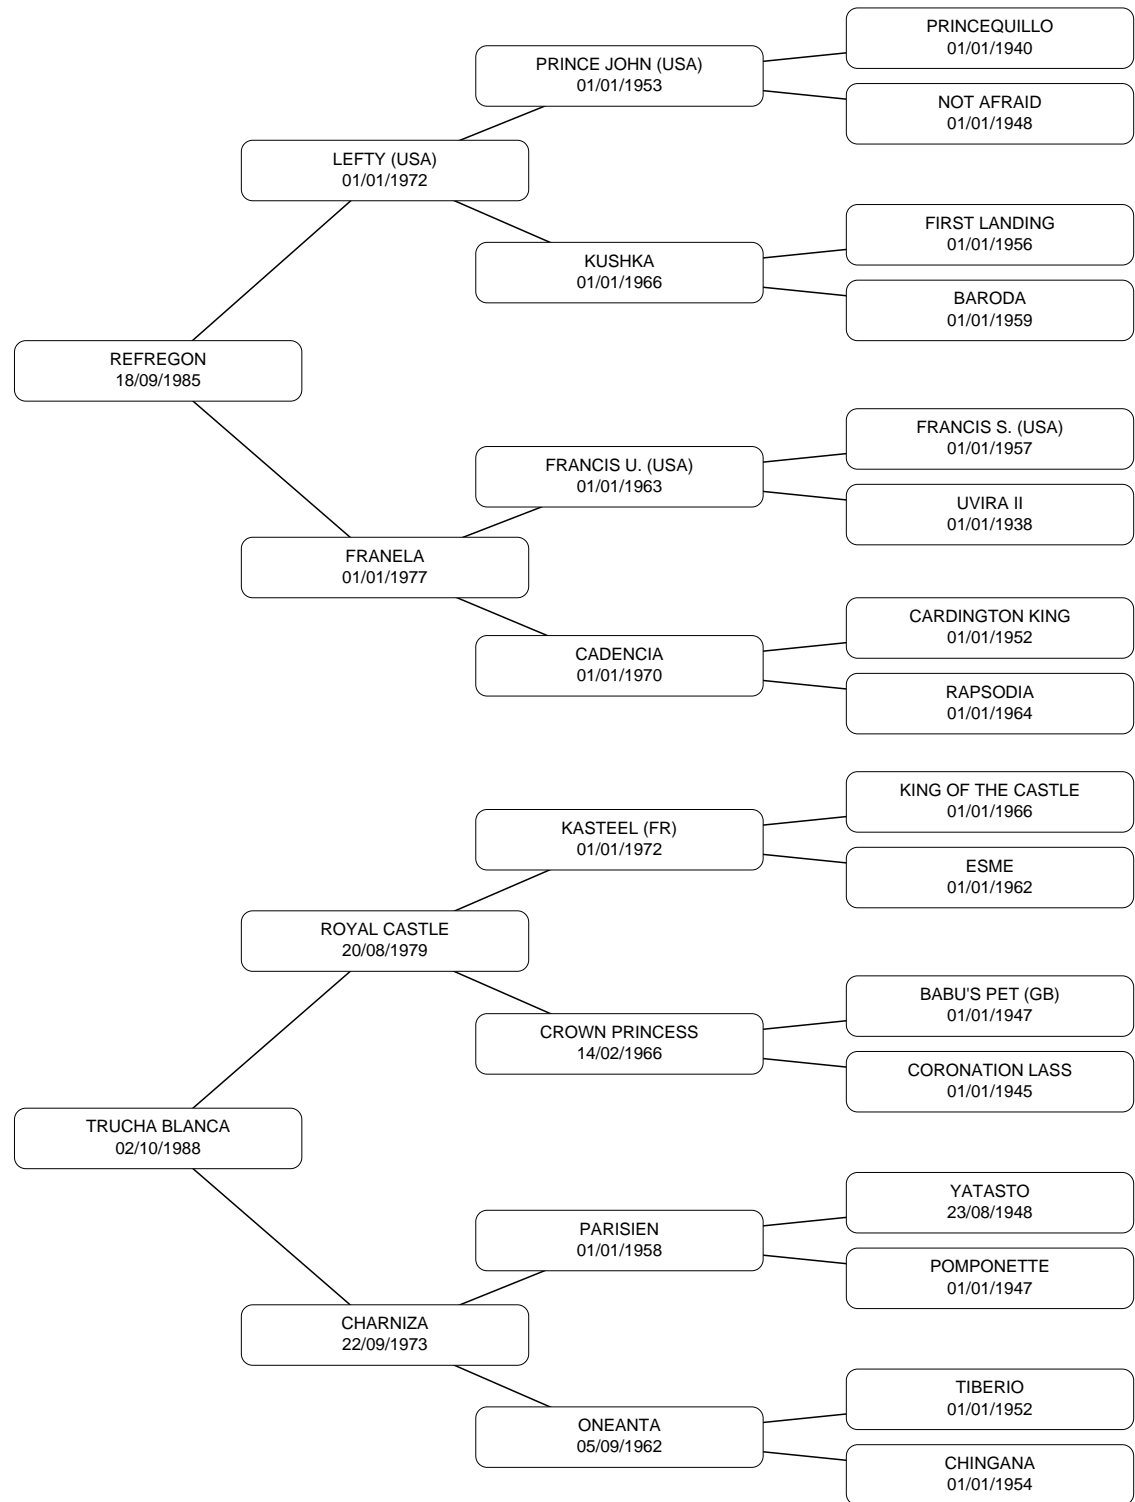 PRINCEQUILLO
01/01/1940
PRINCE JOHN (USA)
01/01/1953
NOT AFRAID
01/01/1948
LEFTY (USA)
01/01/1972
FIRST LANDING
01/01/1956
KUSHKA
01/01/1966
BARODA
01/01/1959
REFREGON
18/09/1985
FRANCIS S. (USA)
01/01/1957
FRANCIS U. (USA)
01/01/1963
UVIRA II
01/01/1938
FRANELA
01/01/1977
CARDINGTON KING
01/01/1952
CADENCIA
01/01/1970
RAPSODIA
01/01/1964
KING OF THE CASTLE
01/01/1966
KASTEEL (FR)
01/01/1972
ESME
01/01/1962
ROYAL CASTLE
20/08/1979
BABU'S PET (GB)
01/01/1947
CROWN PRINCESS
14/02/1966
CORONATION LASS
01/01/1945
TRUCHA BLANCA
02/10/1988
YATASTO
23/08/1948
PARISIEN
01/01/1958
POMPONETTE
01/01/1947
CHARNIZA
22/09/1973
TIBERIO
01/01/1952
ONEANTA
05/09/1962
CHINGANA
01/01/1954